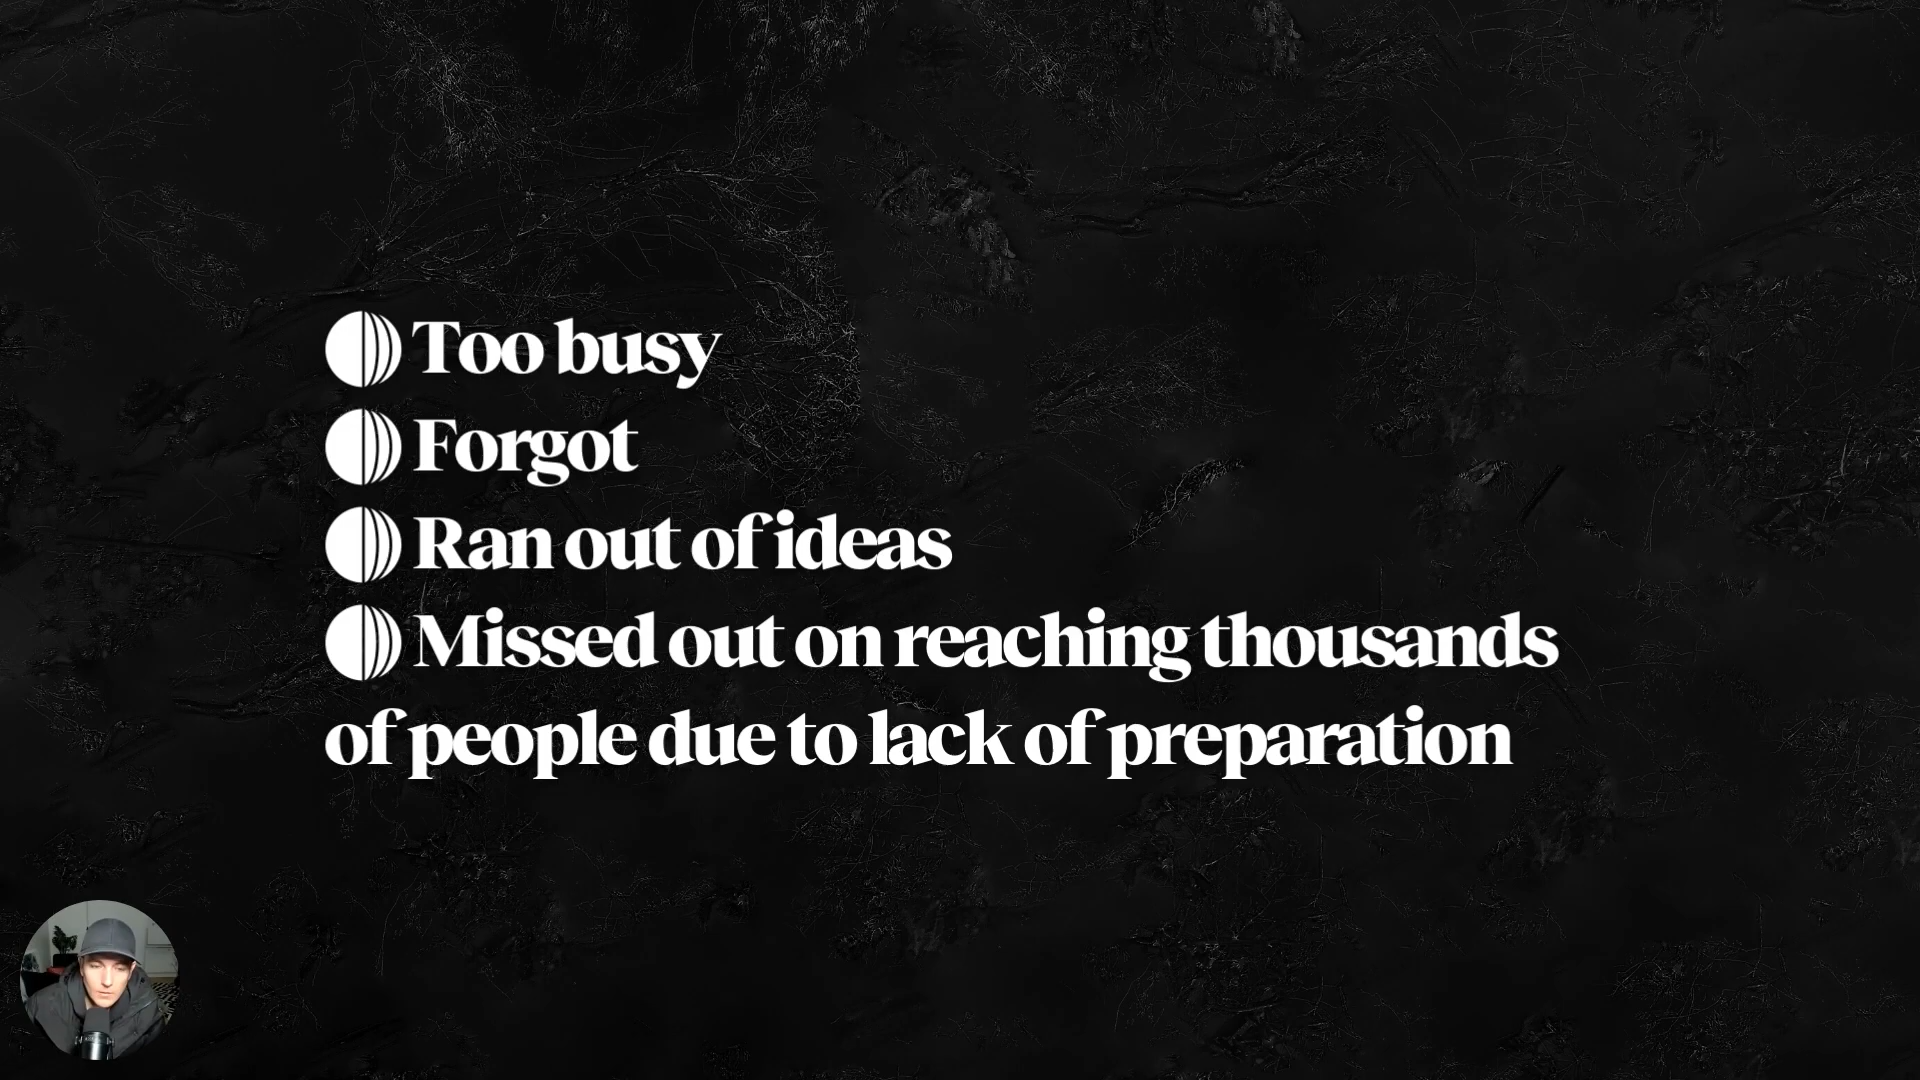 Too busy
Forgot
Ran out of ideas
Missed out on reaching thousands
of people due to lack of preparation